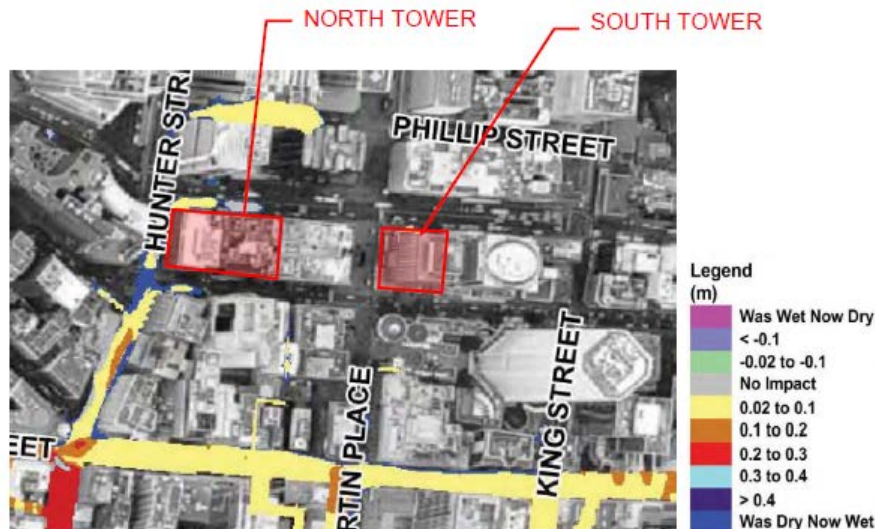 NORTH TOWER
SOUTH TOWER
PHILLIP STREET
HUNTER STR
EET
RTIN PLACE
KING STREET
Legend
(m)
Was Wet Now Dry
< -0.1
-0.02 to -0.1
No Impact
0.02 to 0.1
0.1 to 0.2
0.2 to 0.3
0.3 to 0.4
> 0.4
Was Dry Now Wet